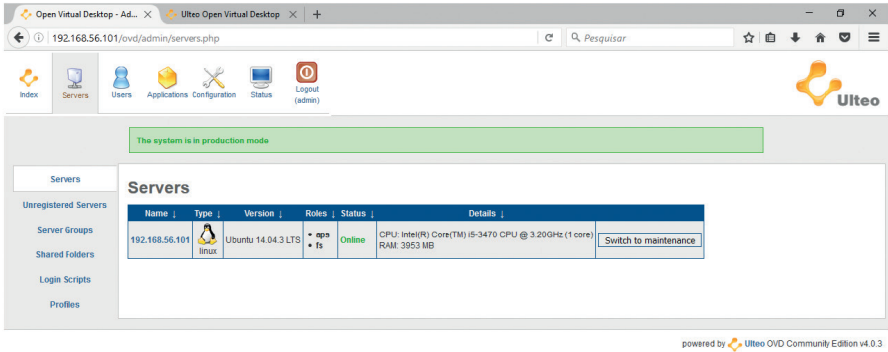 Open Virtual Desktop - Ad...
Ulteo Open Virtual Desktop
192.168.56.101/ovd/admin/servers.php
Pesquisar
Index
Servers
Users
Applications
Configuration
Status
Logout
(admin)
Ulteo
The system is in production mode
Servers
Unregistered Servers
Server Groups
Shared Folders
Login Scripts
Profiles
Servers
Name ↓ Type ↓ Version ↓ Roles ↓ Status ↓ Details ↓
192.168.56.101 linux Ubuntu 14.04.3 LTS • aps • fs Online CPU: Intel(R) Core(TM) i5-3470 CPU @ 3.20GHz (1 core) RAM: 3953 MB Switch to maintenance
powered by Ulteo OVD Community Edition v4.0.3